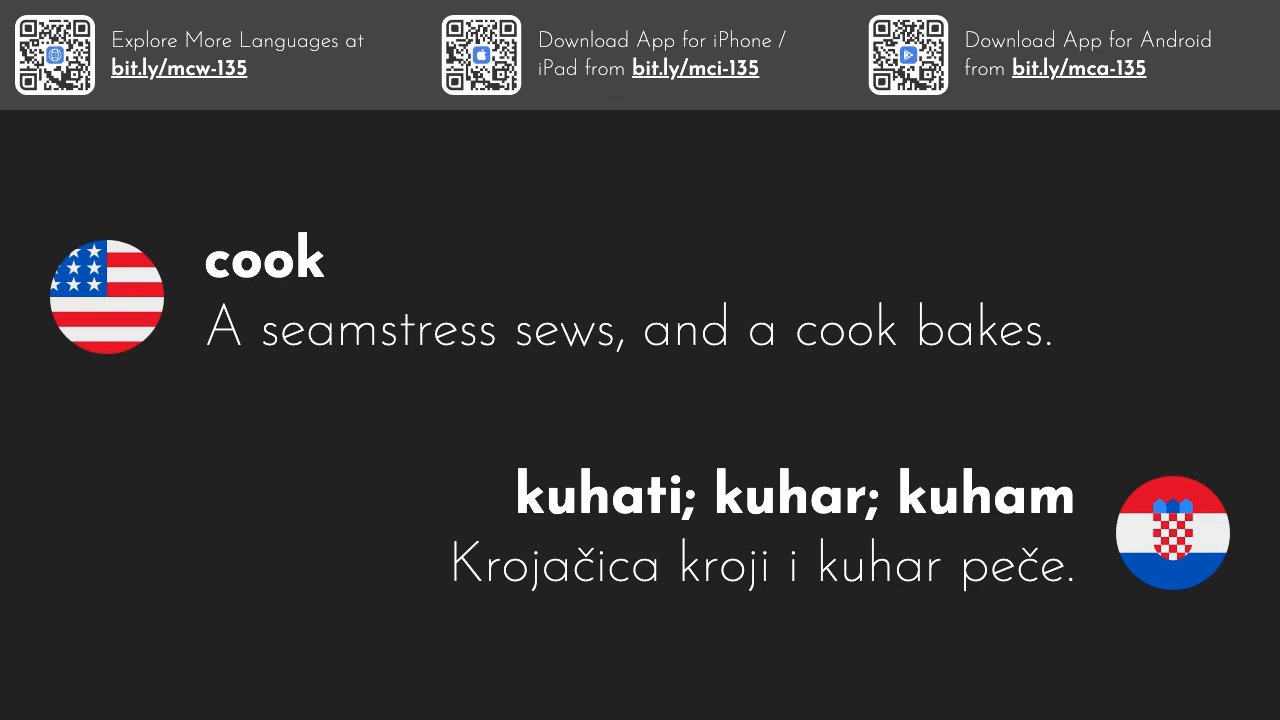 Explore More Languages at
bit.ly/mcw-135
Download App for iPhone /
iPad from bit.ly/mci-135
Download App for Android
from bit.ly/mca-135
cook
A seamstress sews, and a cook bakes.
kuhati; kuhar; kuham
Krojačica kroji i kuhar peče.